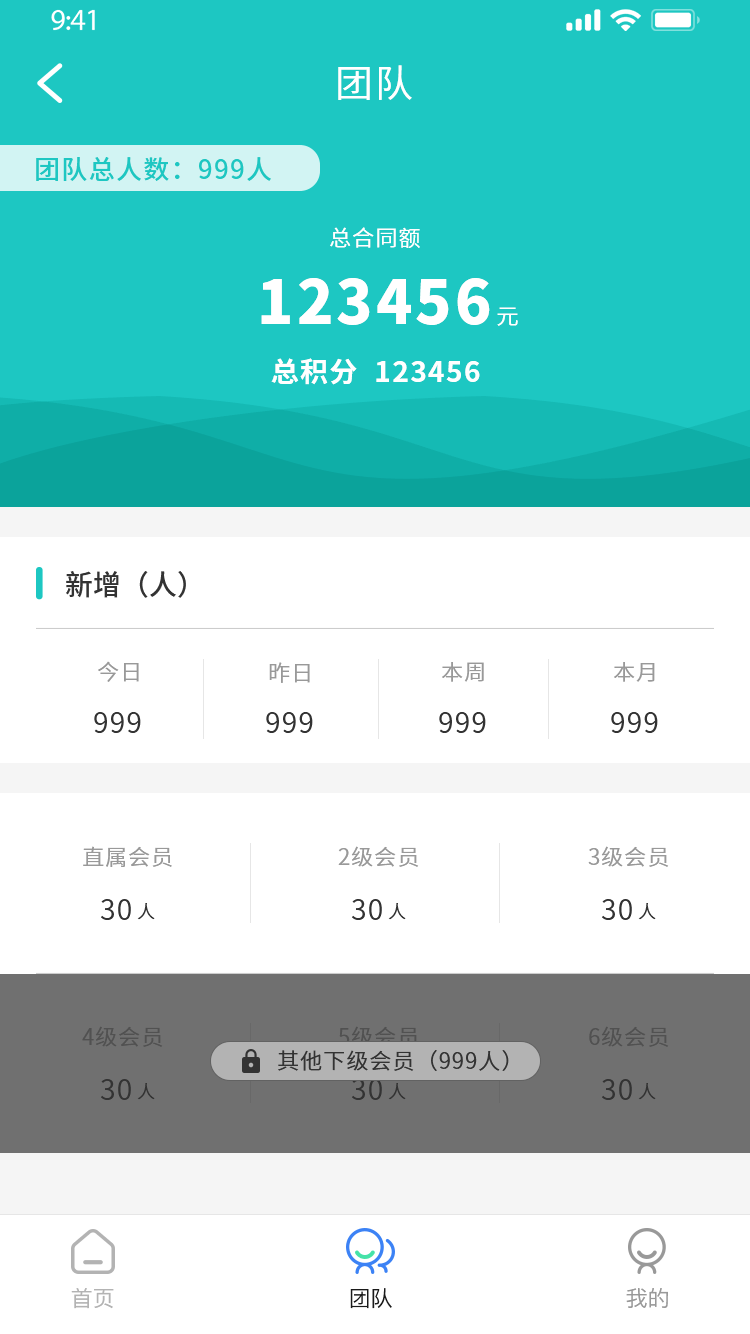 9:41
团队
团队总人数：999人
总合同额
123456元
总积分 123456
新增（人）
今日 昨日 本周 本月
999 999 999 999
直属会员 2级会员 3级会员
30人 30人 30人
4级会员 5级会员 6级会员
其他下级会员（999人）
30人 30人 30人
首页 团队 我的